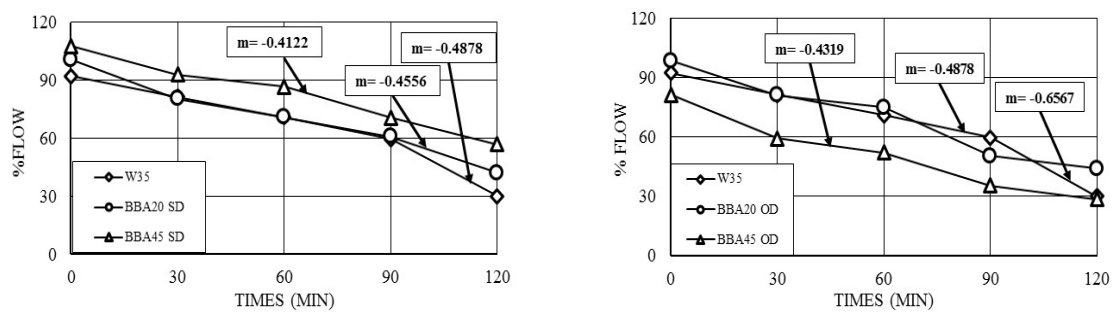 120
90
60
30
0
%FLOW
m= -0.4122
m= -0.4878
m= -0.4556
W35
BBA20 SD
BBA45 SD
0 30 60 90 120
TIMES (MIN)
120
90
60
30
0
% FLOW
m= -0.4319
m= -0.4878
m= -0.6567
W35
BBA20 OD
BBA45 OD
0 30 60 90 120
TIMES (MIN)